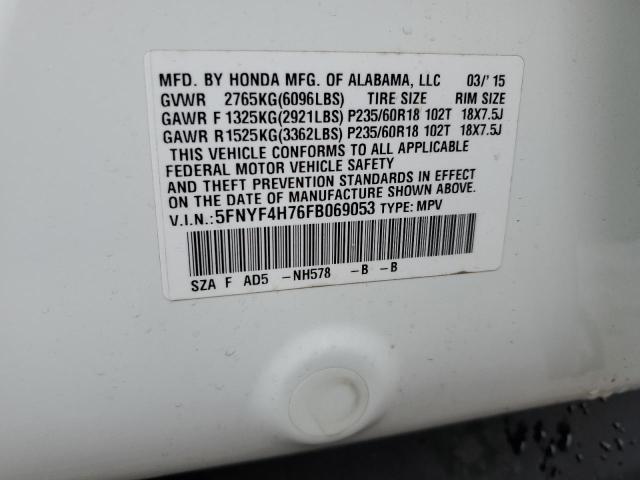 MFD. BY HONDA MFG. OF ALABAMA, LLC 03/'15
GVWR 2765KG(6096LBS) TIRE SIZE RIM SIZE
GAWR F 1325KG(2921LBS) P235/60R18 102T 18X7.5J
GAWR R 1525KG(3362LBS) P235/60R18 102T 18X7.5J
THIS VEHICLE CONFORMS TO ALL APPLICABLE
FEDERAL MOTOR VEHICLE SAFETY
AND THEFT PREVENTION STANDARDS IN EFFECT
ON THE DATE OF MANUFACTURE SHOWN ABOVE.
V.I.N.: 5FNYF4H76FB069053 TYPE: MPV
SZA F AD5 -NH578 -B -B